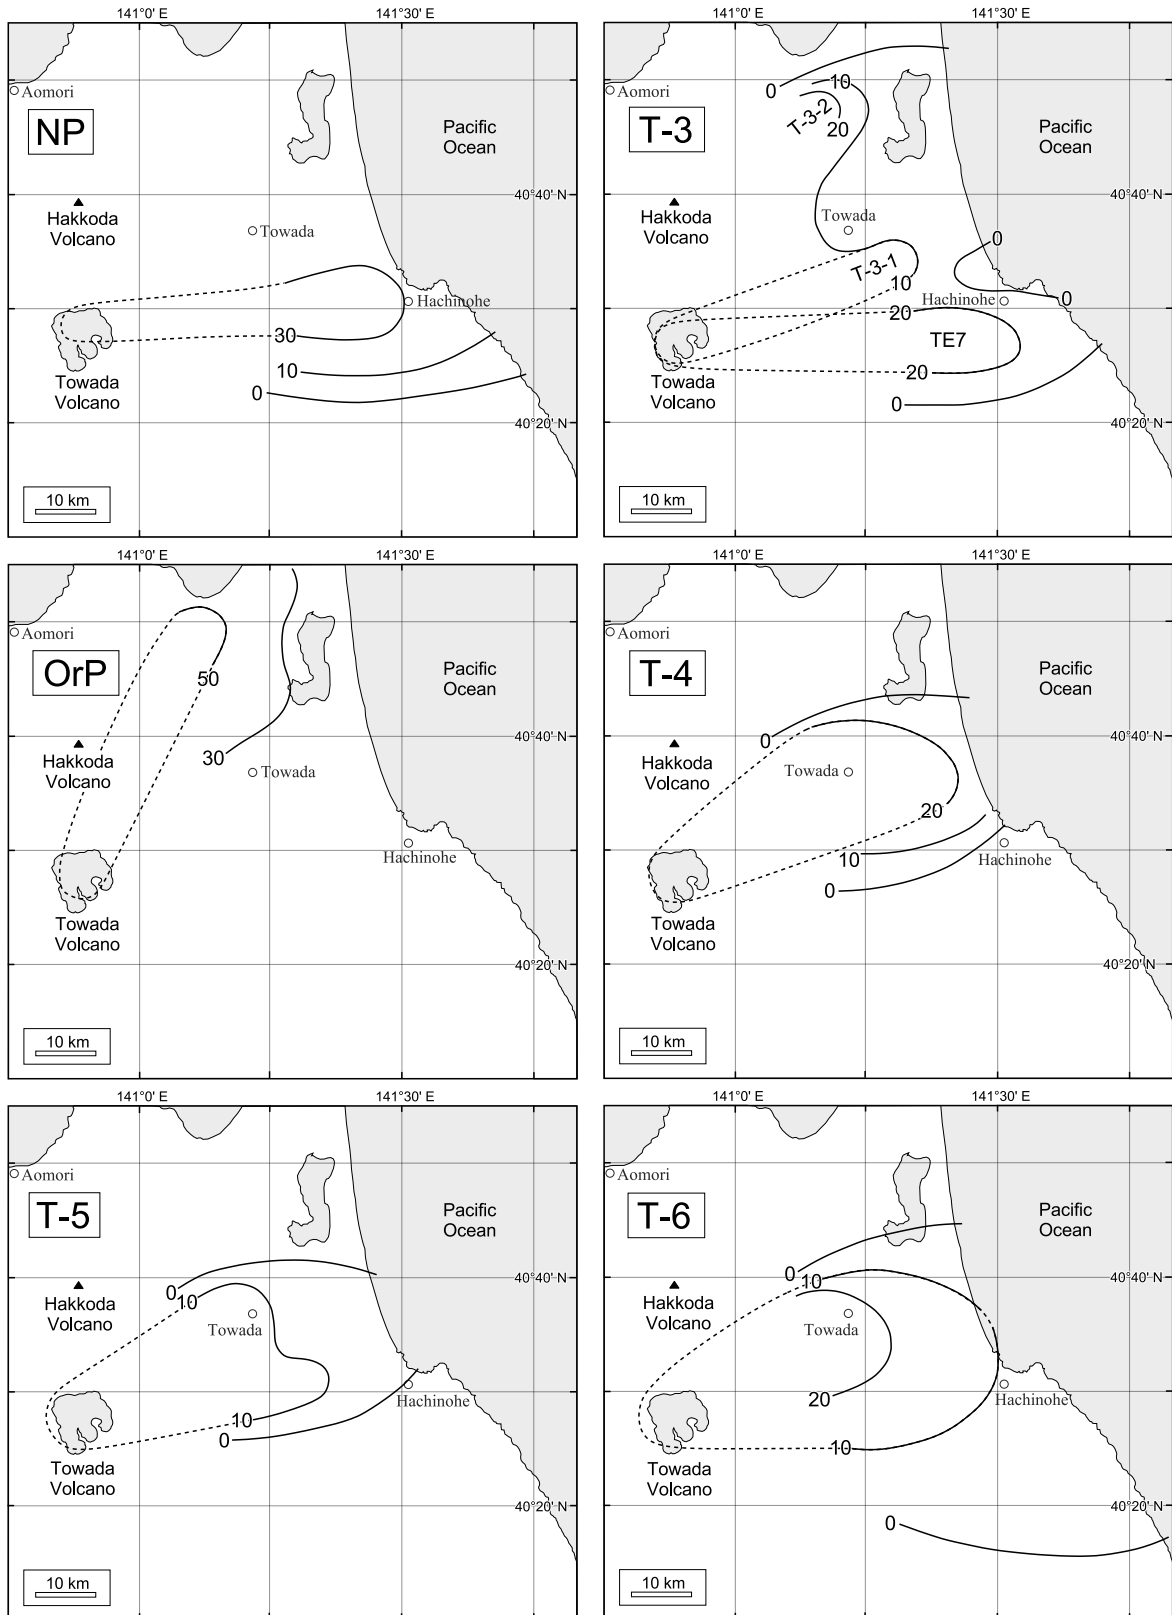 141°0' E
141°30' E
Aomori
NP
Pacific
Ocean
40°40' N
Hakkoda
Volcano
Towada
Hachinohe
30
10
0
Towada
Volcano
40°20' N
10 km
141°0' E
141°30' E
0
10
Aomori
T-3-2
20
T-3
Pacific
Ocean
40°40' N
Hakkoda
Volcano
Towada
0
T-3-1
10
Hachinohe
0
20
TE7
20
Towada
Volcano
0
40°20' N
10 km
141°0' E
141°30' E
Aomori
OrP
50
Pacific
Ocean
40°40' N
Hakkoda
Volcano
30
Towada
Hachinohe
Towada
Volcano
40°20' N
10 km
141°0' E
141°30' E
Aomori
T-4
Pacific
Ocean
0
40°40' N
Hakkoda
Volcano
Towada
20
10
Hachinohe
0
Towada
Volcano
40°20' N
10 km
141°0' E
141°30' E
Aomori
T-5
Pacific
Ocean
40°40' N
0
10
Hakkoda
Volcano
Towada
Hachinohe
10
0
Towada
Volcano
40°20' N
10 km
141°0' E
141°30' E
Aomori
T-6
Pacific
Ocean
0
10
40°40' N
Hakkoda
Volcano
Towada
20
Hachinohe
10
Towada
Volcano
40°20' N
0
10 km